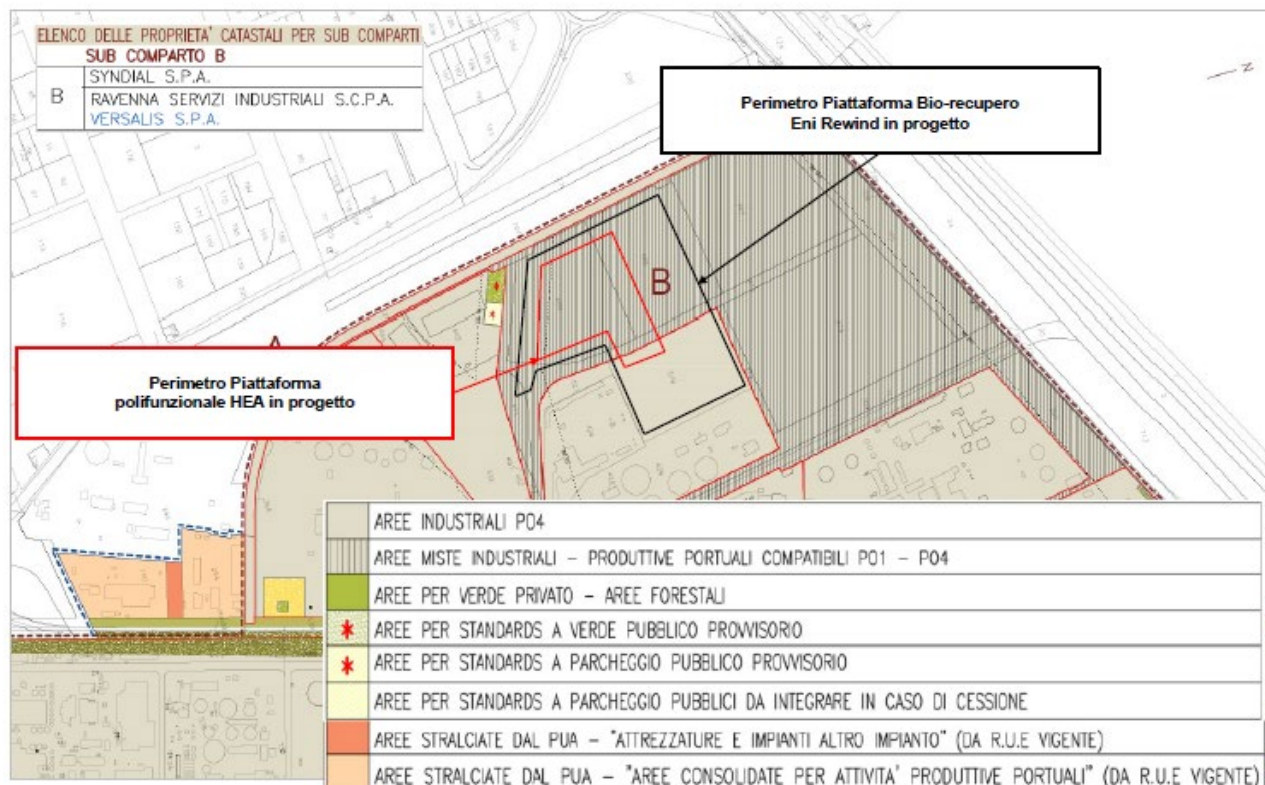 ELENCO DELLE PROPRIETA' CATASTALI PER SUB COMPARTI
SUB COMPARTO B
B
SYNDIAL S.P.A.
RAVENNA SERVIZI INDUSTRIALI S.C.P.A.
VERSALIS S.P.A.
Perimetro Piattaforma Bio-recupero
Eni Rewind in progetto
B
Perimetro Piattaforma
polifunzionale HEA in progetto
AREE INDUSTRIALI PO4
AREE MISTE INDUSTRIALI – PRODUTTIVE PORTUALI COMPATIBILI PO1 – PO4
AREE PER VERDE PRIVATO – AREE FORESTALI
AREE PER STANDARDS A VERDE PUBBLICO PROVVISORIO
AREE PER STANDARDS A PARCHEGGIO PUBBLICO PROVVISORIO
AREE PER STANDARDS A PARCHEGGIO PUBBLICI DA INTEGRARE IN CASO DI CESSIONE
AREE STRALCIATE DAL PUA – "ATTREZZATURE E IMPIANTI ALTRO IMPIANTO" (DA R.U.E VIGENTE)
AREE STRALCIATE DAL PUA – "AREE CONSOLIDATE PER ATTIVITA' PRODUTTIVE PORTUALI" (DA R.U.E VIGENTE)